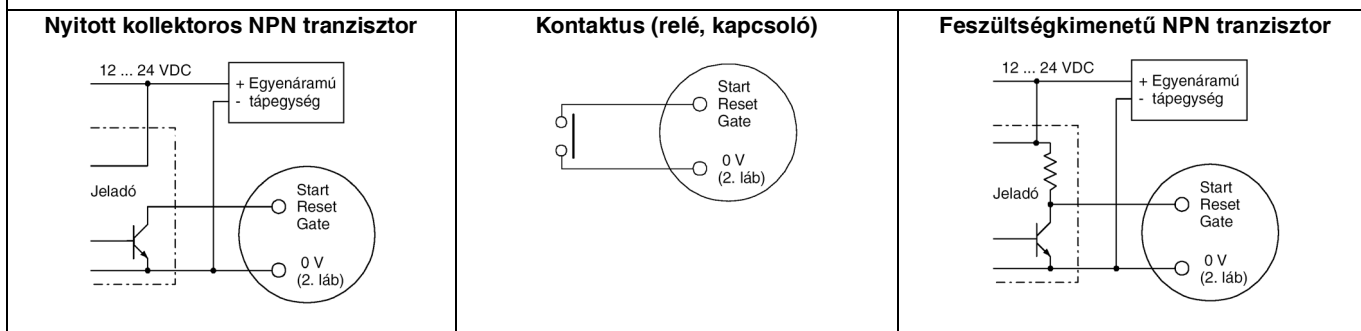 Nyitott kollektoros NPN tranzisztor
12 ... 24 VDC
+ Egyenáramú
- tápegység
Jeladó
Start
Reset
Gate
0 V
(2. láb)
Kontaktus (relé, kapcsoló)
Start
Reset
Gate
0 V
(2. láb)
Feszültségkimenetű NPN tranzisztor
12 ... 24 VDC
+ Egyenáramú
- tápegység
Jeladó
Start
Reset
Gate
0 V
(2. láb)